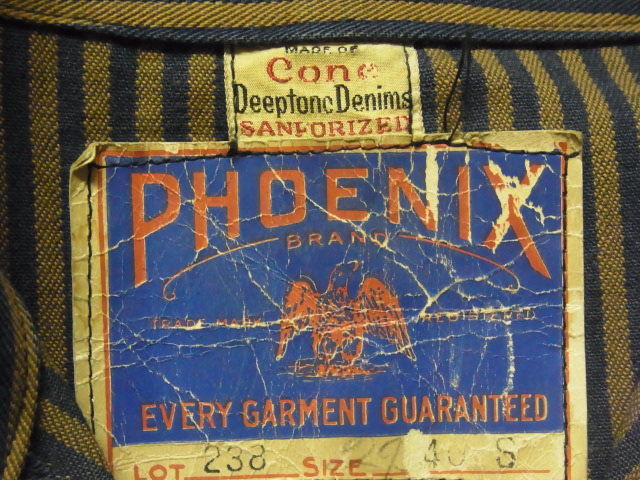 MADE OF
Cone
Deeptone Denims
SANFORIZED
PHOENIX
BRAND
TRADE MARK REGISTERED
EVERY GARMENT GUARANTEED
LOT 238 SIZE 40 S